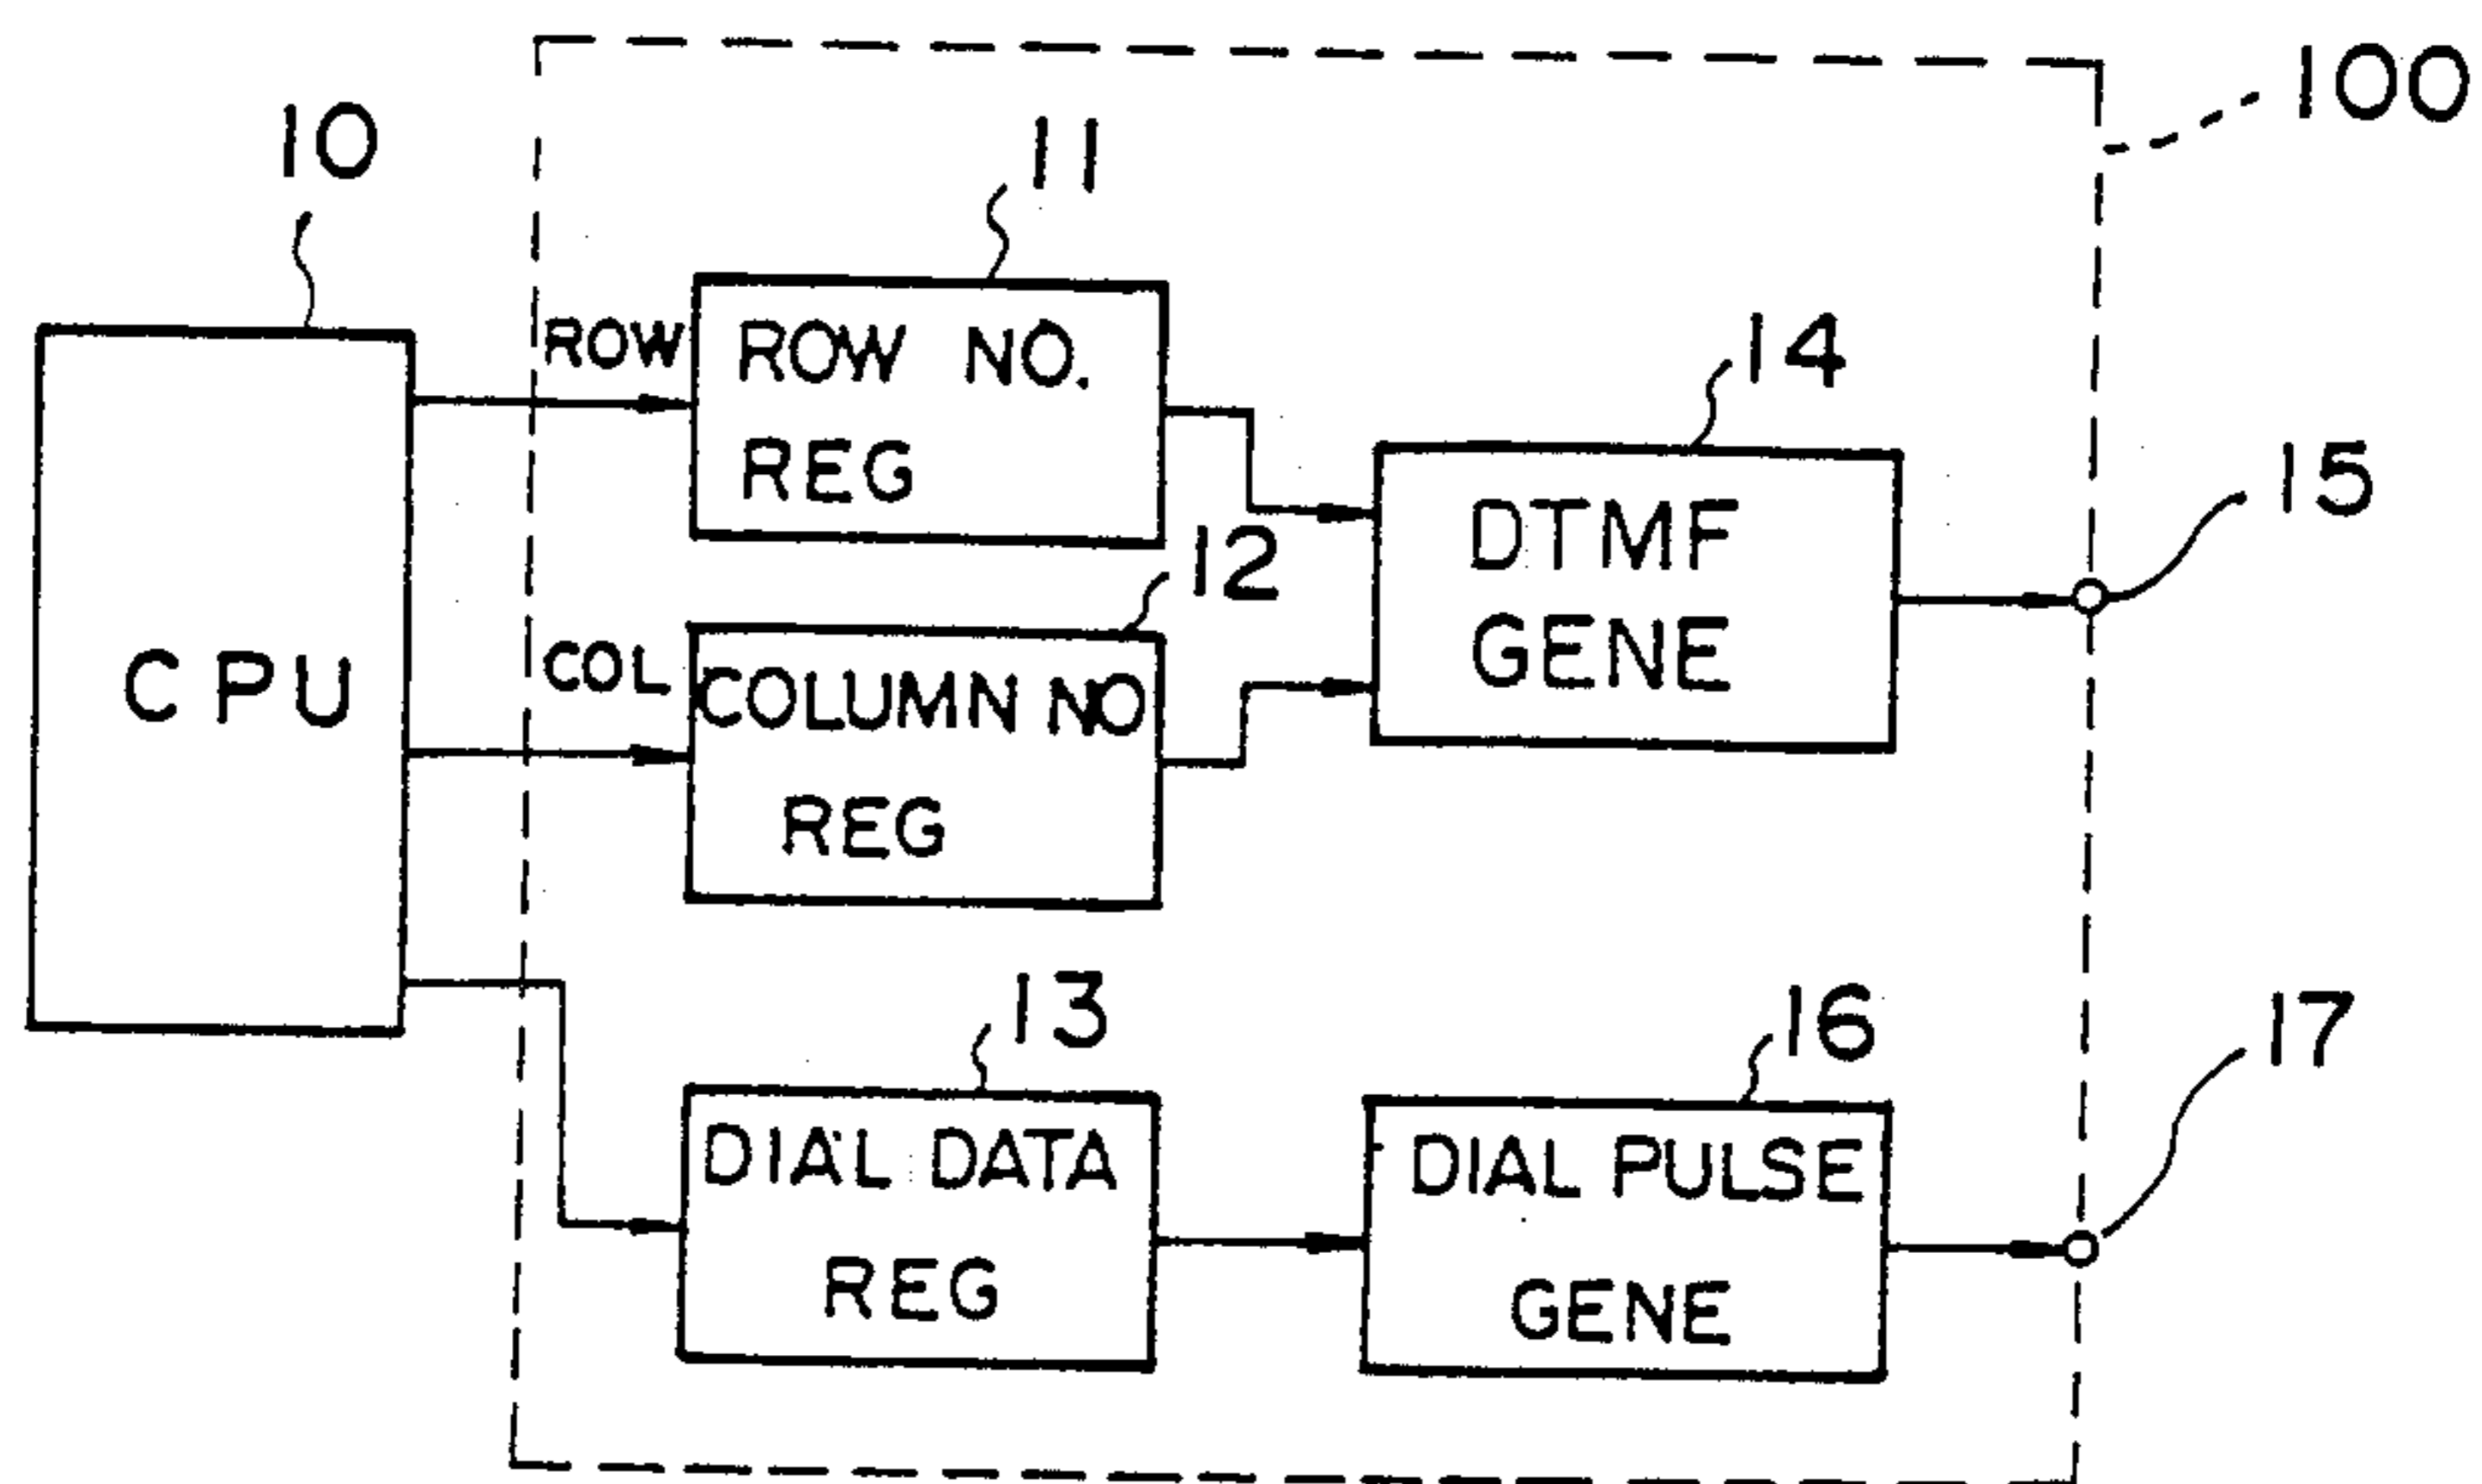 100
10
11
ROW
ROW NO.
REG
14
DTMF
GENE
15
12
COL
COLUMN NO
REG
CPU
13
DIAL DATA
REG
16
DIAL PULSE
GENE
17